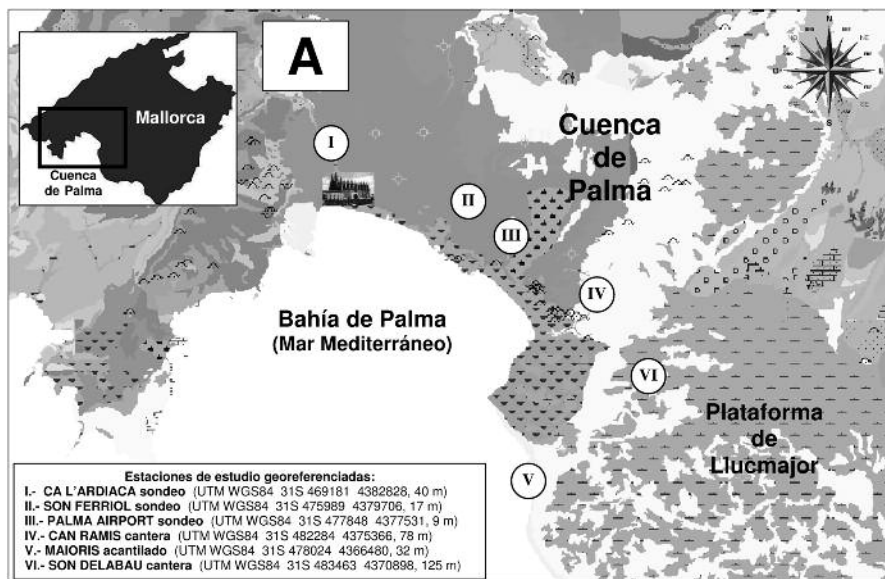 A
Mallorca
Cuenca
de Palma
N
S
I
Cuenca
de
Palma
II
III
IV
Bahía de Palma
(Mar Mediterráneo)
VI
Plataforma
de
Llucmajor
V
Estaciones de estudio georeferenciadas:
I.- CA L'ARDIACA sondeo (UTM WGS84 31S 469181 4382828, 40 m)
II.- SON FERRIOL sondeo (UTM WGS84 31S 475989 4379706, 17 m)
III.- PALMA AIRPORT sondeo (UTM WGS84 31S 477848 4377531, 9 m)
IV.- CAN RAMIS cantera (UTM WGS84 31S 482284 4375366, 78 m)
V.- MAIORIS acantilado (UTM WGS84 31S 478024 4366480, 32 m)
VI.- SON DELABAU cantera (UTM WGS84 31S 483463 4370898, 125 m)